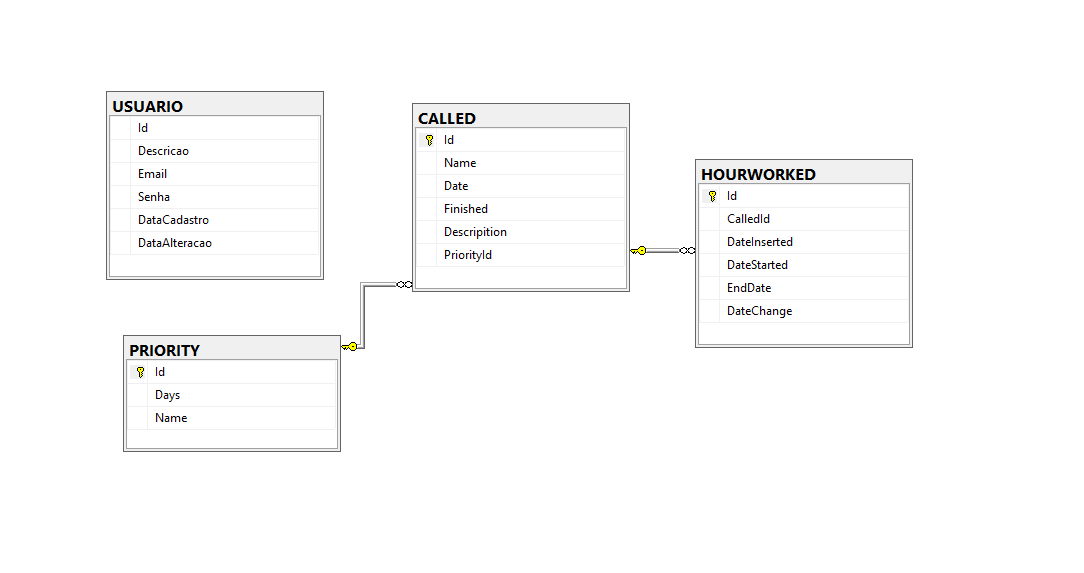 USUARIO
Id
Descricao
Email
Senha
DataCadastro
DataAlteracao
CALLED
Id
Name
Date
Finished
Descripition
PriorityId
HOURWORKED
Id
CalledId
DateInserted
DateStarted
EndDate
DateChange
PRIORITY
Id
Days
Name